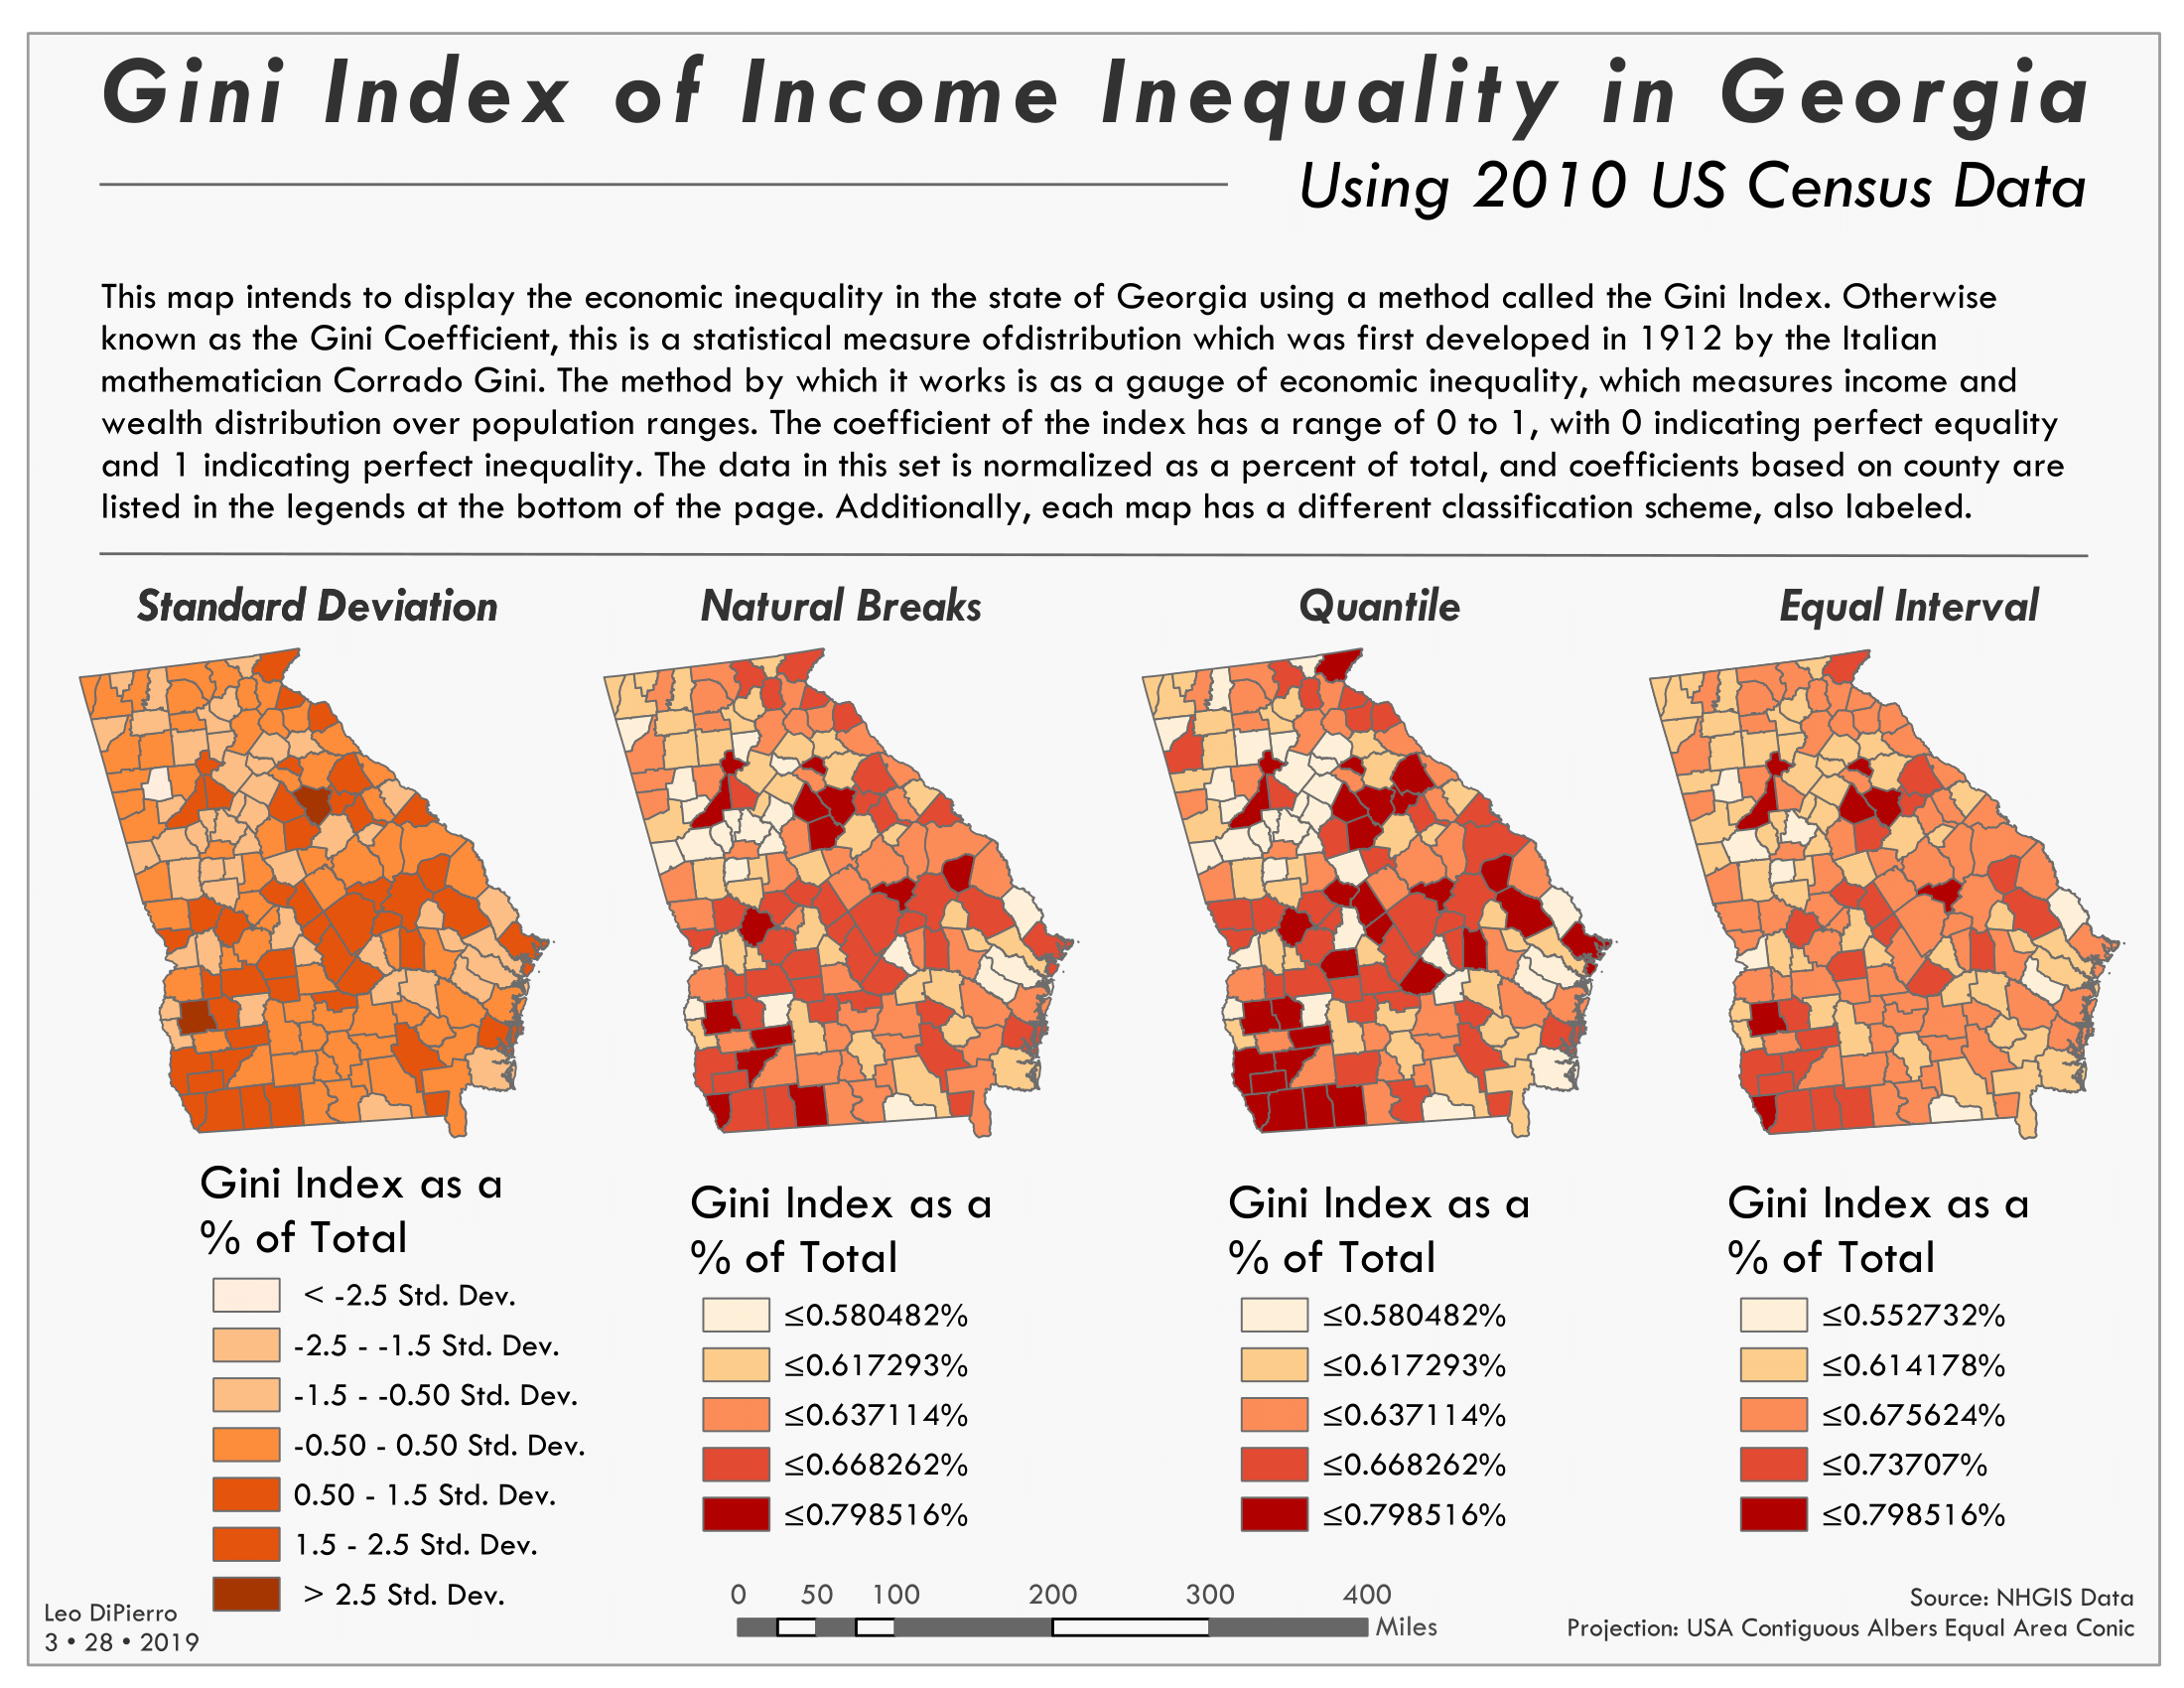 Gini Index of Income Inequality in Georgia
Using 2010 US Census Data
This map intends to display the economic inequality in the state of Georgia using a method called the Gini Index. Otherwise
known as the Gini Coefficient, this is a statistical measure ofdistribution which was first developed in 1912 by the Italian
mathematician Corrado Gini. The method by which it works is as a gauge of economic inequality, which measures income and
wealth distribution over population ranges. The coefficient of the index has a range of 0 to 1, with 0 indicating perfect equality
and 1 indicating perfect inequality. The data in this set is normalized as a percent of total, and coefficients based on county are
listed in the legends at the bottom of the page. Additionally, each map has a different classification scheme, also labeled.
Standard Deviation
Natural Breaks
Quantile
Equal Interval
Gini Index as a
% of Total
< -2.5 Std. Dev.
-2.5 - -1.5 Std. Dev.
-1.5 - -0.50 Std. Dev.
-0.50 - 0.50 Std. Dev.
0.50 - 1.5 Std. Dev.
1.5 - 2.5 Std. Dev.
> 2.5 Std. Dev.
Gini Index as a
% of Total
≤0.580482%
≤0.617293%
≤0.637114%
≤0.668262%
≤0.798516%
Gini Index as a
% of Total
≤0.580482%
≤0.617293%
≤0.637114%
≤0.668262%
≤0.798516%
Gini Index as a
% of Total
≤0.552732%
≤0.614178%
≤0.675624%
≤0.73707%
≤0.798516%
Leo DiPierro
3 • 28 • 2019
0 50 100 200 300 400
Miles
Source: NHGIS Data
Projection: USA Contiguous Albers Equal Area Conic